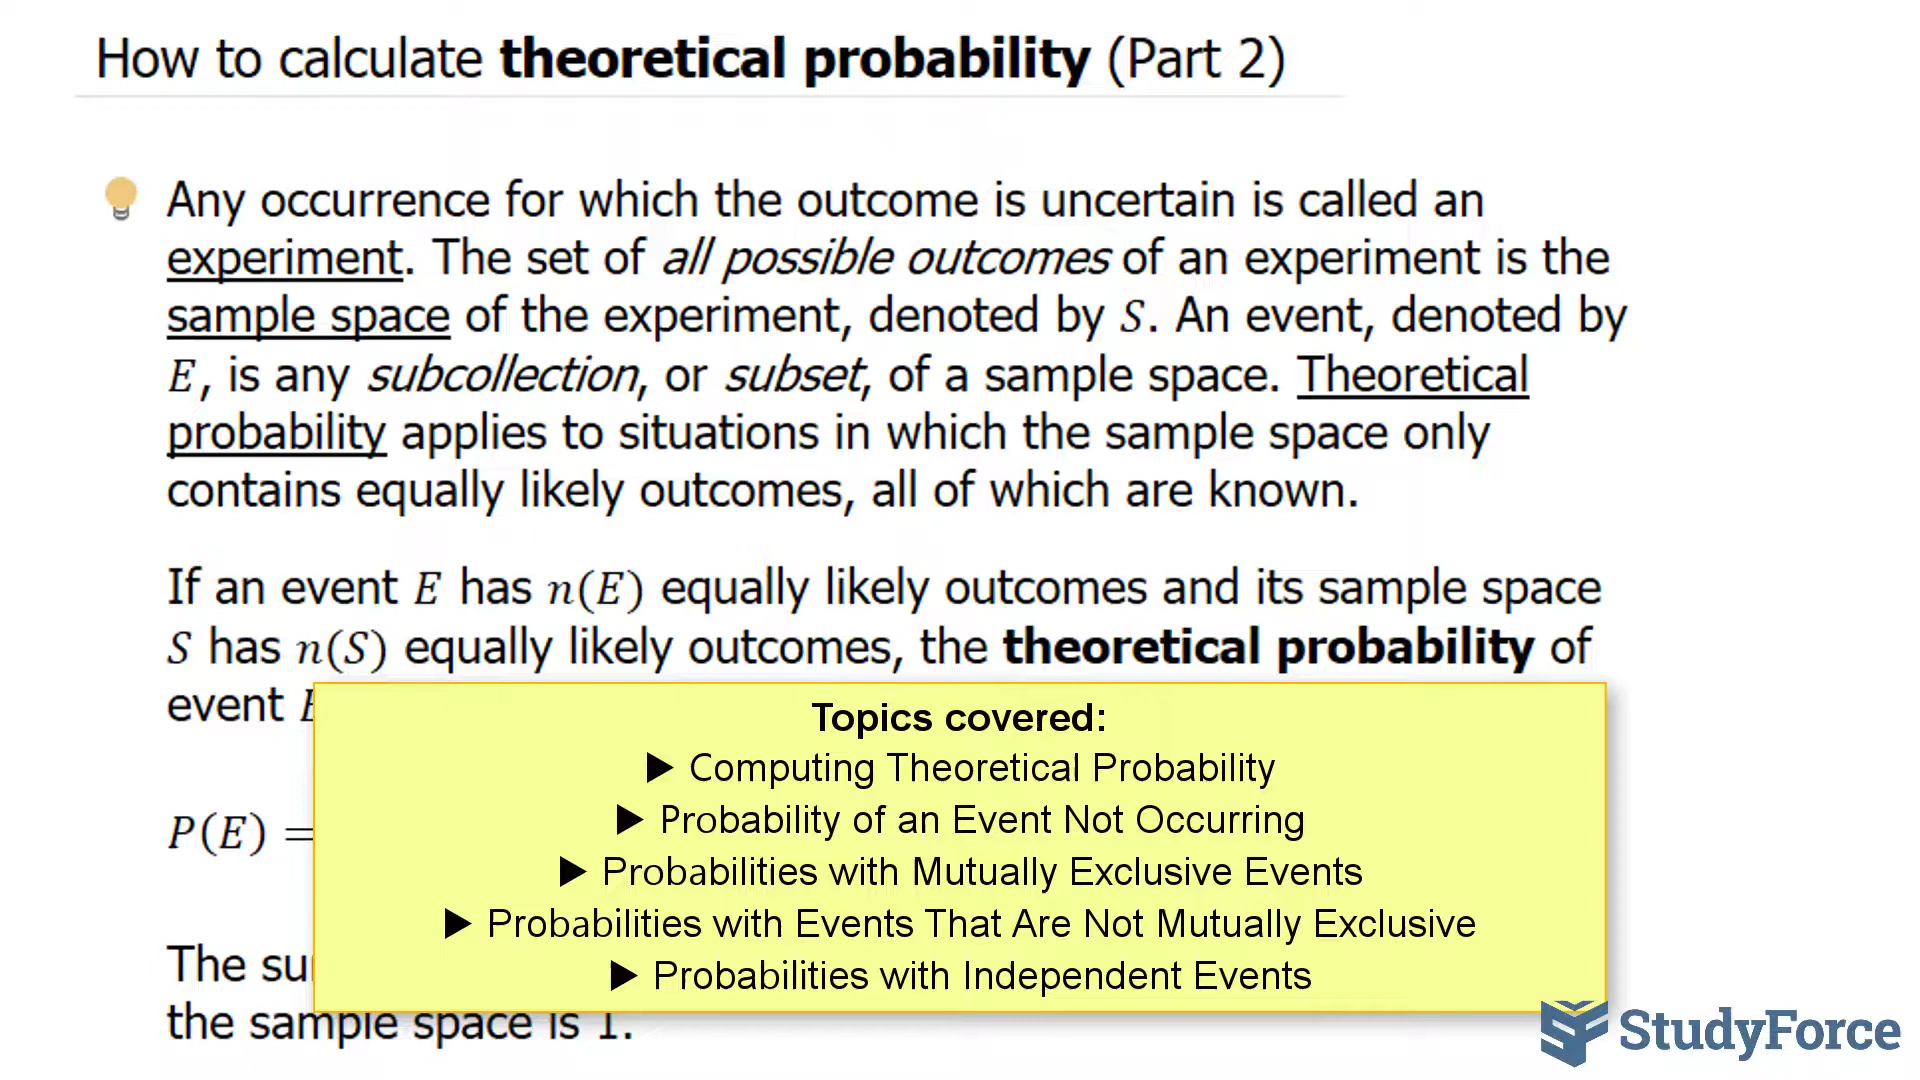 How to calculate theoretical probability (Part 2)
Any occurrence for which the outcome is uncertain is called an
experiment. The set of all possible outcomes of an experiment is the
sample space of the experiment, denoted by S. An event, denoted by
E, is any subcollection, or subset, of a sample space. Theoretical
probability applies to situations in which the sample space only
contains equally likely outcomes, all of which are known.
If an event E has n(E) equally likely outcomes and its sample space
S has n(S) equally likely outcomes, the theoretical probability of
event
P(E) =
The
the sample space is 1.
Topics covered:
▶ Computing Theoretical Probability
▶ Probability of an Event Not Occurring
▶ Probabilities with Mutually Exclusive Events
▶ Probabilities with Events That Are Not Mutually Exclusive
▶ Probabilities with Independent Events
StudyForce